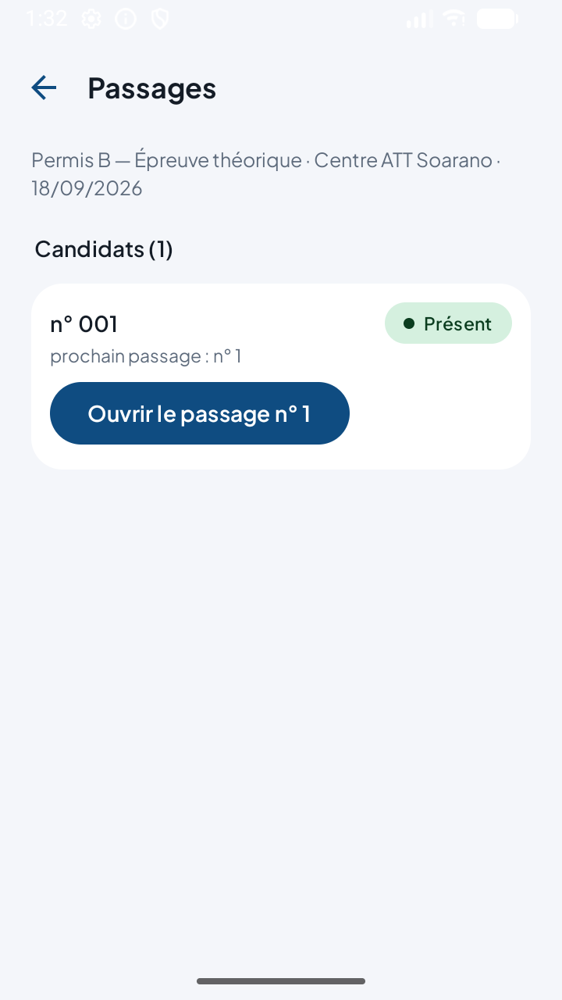 1:32
Passages
Permis B — Épreuve théorique · Centre ATT Soarano ·
18/09/2026
Candidats (1)
n° 001
Présent
prochain passage : n° 1
Ouvrir le passage n° 1